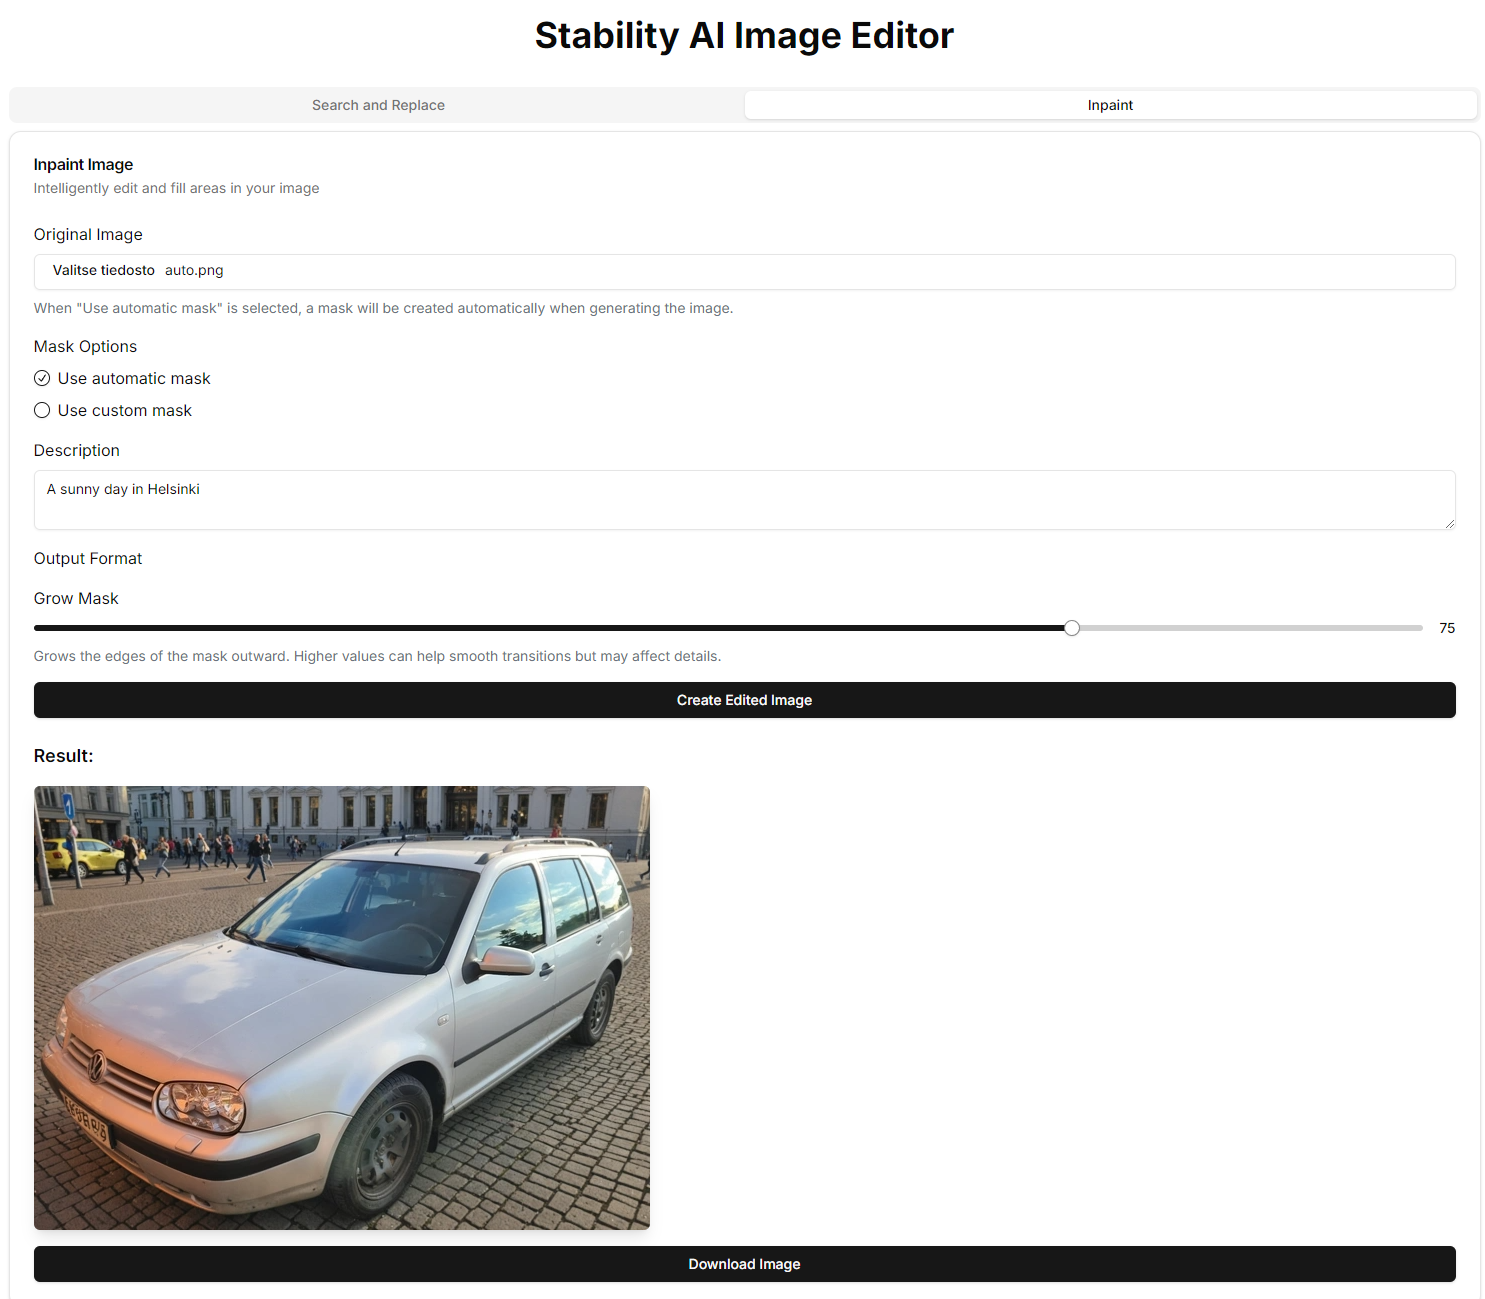 Stability AI Image Editor
Search and Replace
Inpaint
Inpaint Image
Intelligently edit and fill areas in your image
Original Image
Valitse tiedosto auto.png
When "Use automatic mask" is selected, a mask will be created automatically when generating the image.
Mask Options
Use automatic mask
Use custom mask
Description
A sunny day in Helsinki
Output Format
Grow Mask
75
Grows the edges of the mask outward. Higher values can help smooth transitions but may affect details.
Create Edited Image
Result:
Download Image